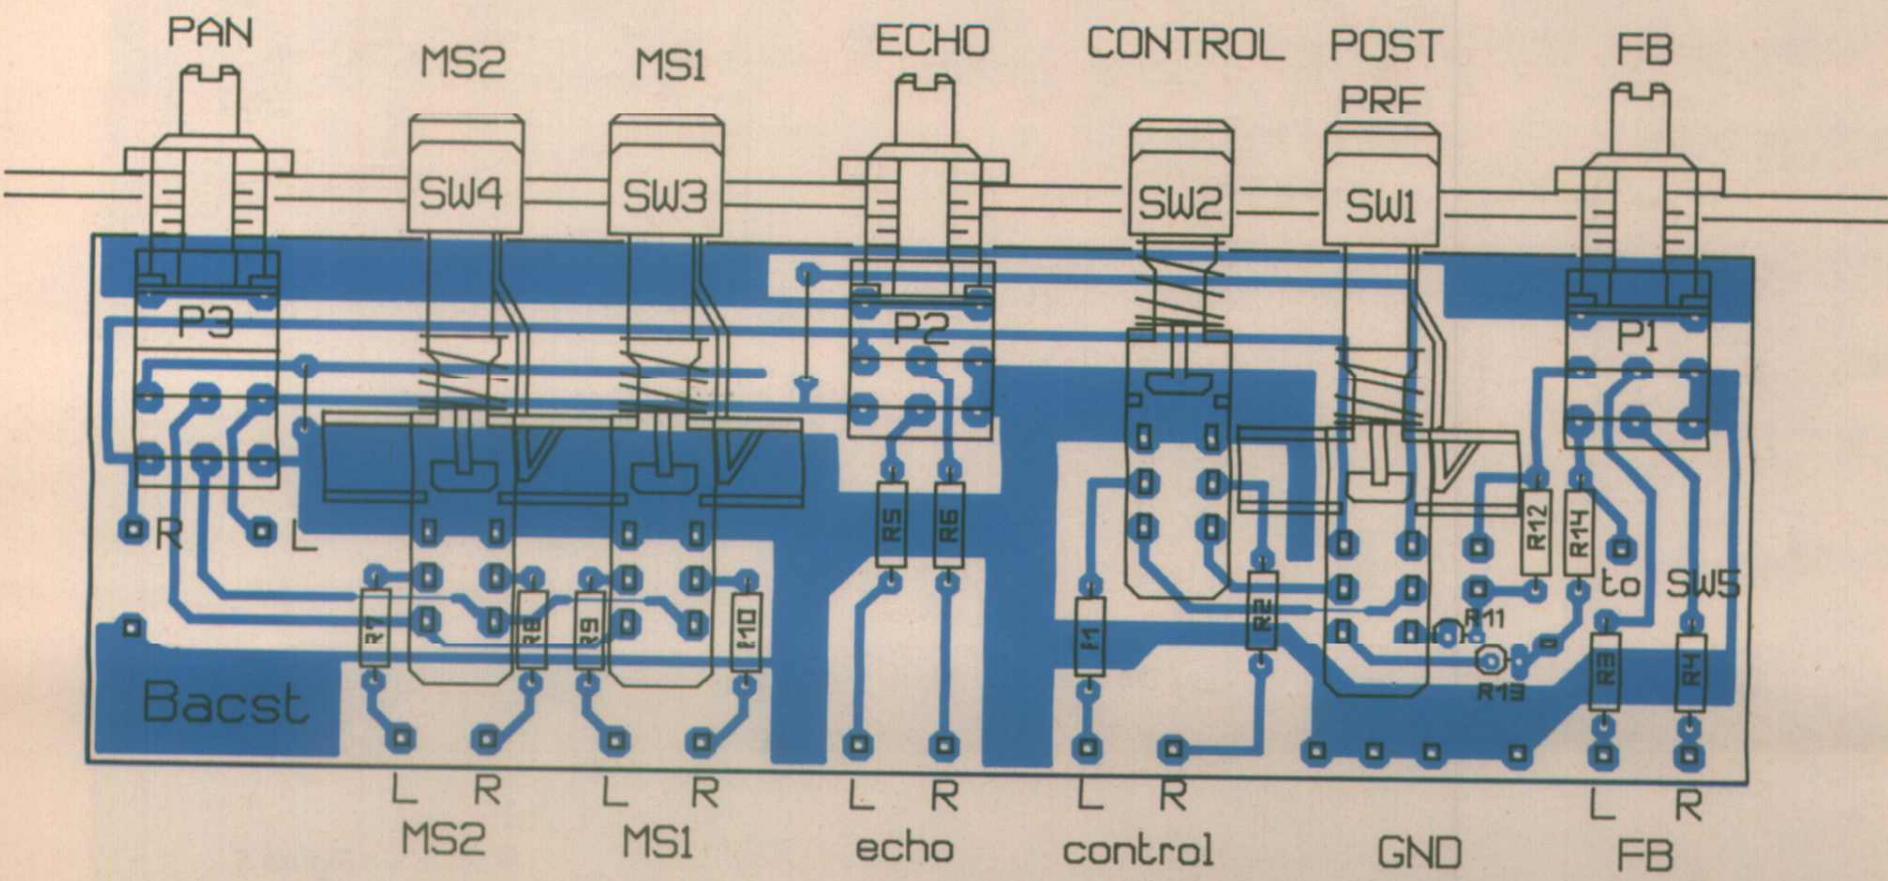 PAN
MS2
MS1
ECHO
CONTROL
POST
PRF
FB
SW4
SW3
SW2
SW1
P3
P2
P1
R
L
R5
R6
R12
R14
to SW5
R7
R8
R9
R10
R1
R2
R11
R13
R3
R4
Bacst
L R
L R
L R
L R
L R
MS2
MS1
echo
control
GND
FB